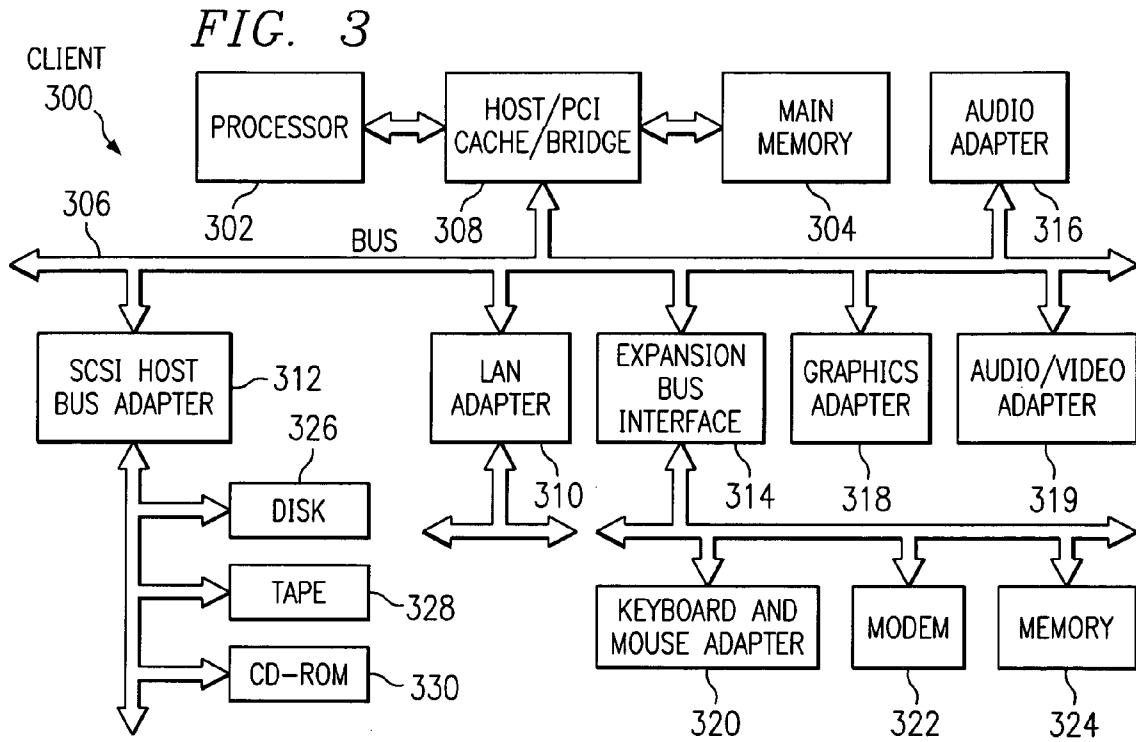 FIG. 3
CLIENT
300
PROCESSOR
HOST/PCI
CACHE/BRIDGE
MAIN
MEMORY
AUDIO
ADAPTER
302
308
304
316
306
BUS
SCSI HOST
BUS ADAPTER
312
LAN
ADAPTER
310
EXPANSION
BUS
INTERFACE
314
GRAPHICS
ADAPTER
318
AUDIO/VIDEO
ADAPTER
319
326
DISK
TAPE
328
CD-ROM
330
KEYBOARD AND
MOUSE ADAPTER
320
MODEM
322
MEMORY
324